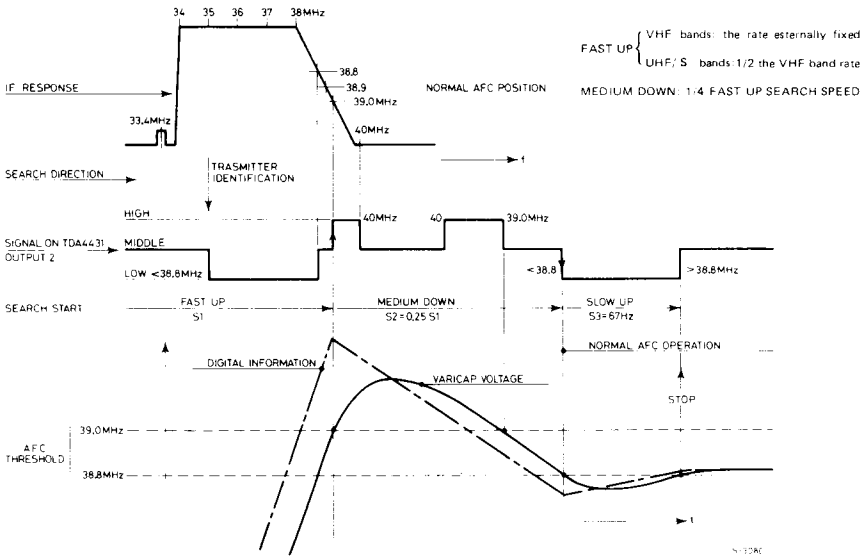 34 35 36 37 38MHz
FAST UP { VHF bands: the rate esternally fixed
UHF/S bands: 1/2 the VHF band rate
MEDIUM DOWN: 1/4 FAST UP SEARCH SPEED
38.8
38.9
39.0MHz
IF RESPONSE
NORMAL AFC POSITION
33.4MHz
40MHz
f
TRASMITTER
IDENTIFICATION
SEARCH DIRECTION
HIGH
40MHz
40
39.0MHz
SIGNAL ON TDA4431
OUTPUT 2
MIDDLE
LOW <38.8MHz
<38.8
>38.8MHz
SEARCH START
FAST UP
S1
MEDIUM DOWN
S2=0.25 S1
SLOW UP
S3=67Hz
NORMAL AFC OPERATION
DIGITAL INFORMATION
VARICAP VOLTAGE
STOP
39.0MHz
AFC
THRESHOLD
38.8MHz
t